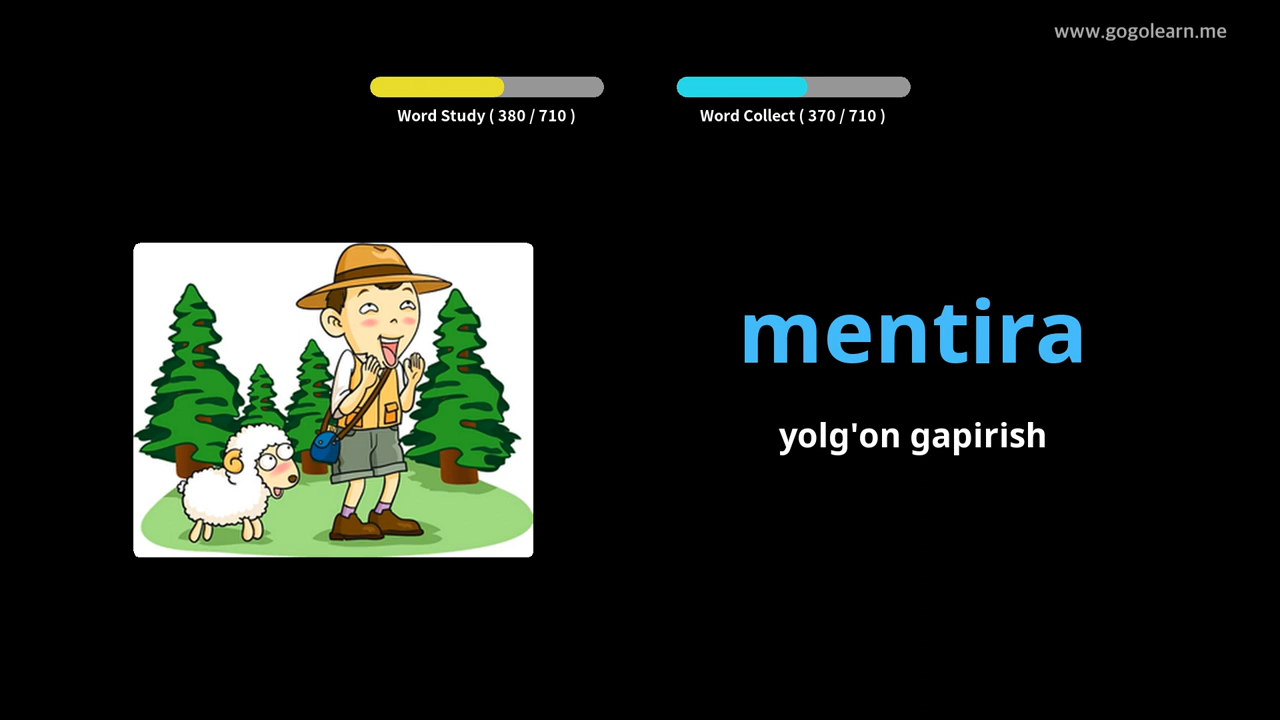 www.gogolearn.me
Word Study ( 380 / 710 )
Word Collect ( 370 / 710 )
mentira
yolg'on gapirish